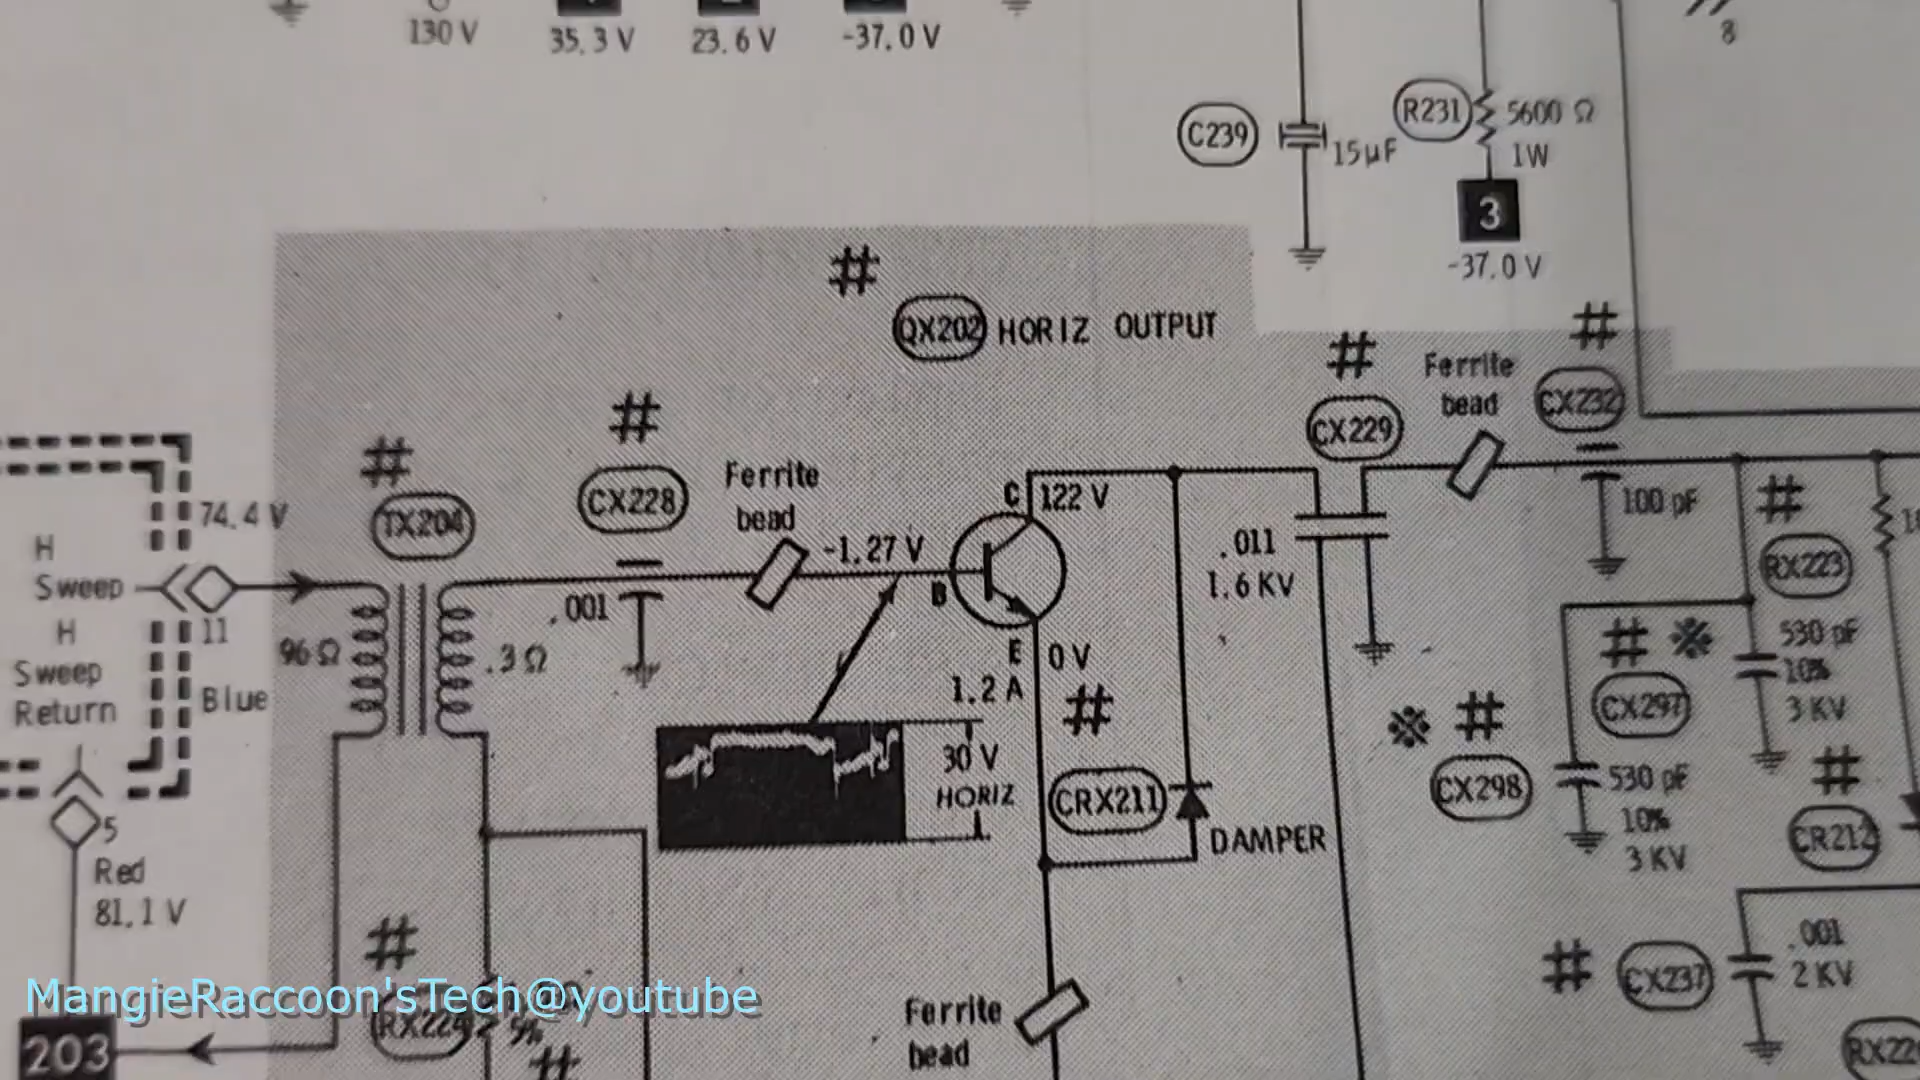 130 V
35.3 V
23.6 V
-37.0 V
8
C239
15µF
R231
5600 Ω
1W
3
-37.0 V
#
QX202 HORIZ OUTPUT
#
CX229
Ferrite
bead
#
CX232
100 pF
#
CX228
.001
Ferrite
bead
-1.27 V
B
C
122 V
E
0 V
1.2 A
.011
1.6 KV
#
TX204
74.4 V
H
Sweep
H
Sweep
Return
11
Blue
96Ω
.3Ω
30 V
HORIZ
#
CRX211
DAMPER
#
RX223
530 pF
10%
3 KV
# ※
CX297
※ #
CX298
530 pF
10%
3 KV
#
CR212
5
Red
81.1 V
#
5%
#
203
Ferrite
bead
#
CX237
.001
2 KV
MangieRaccoon'sTech@youtube